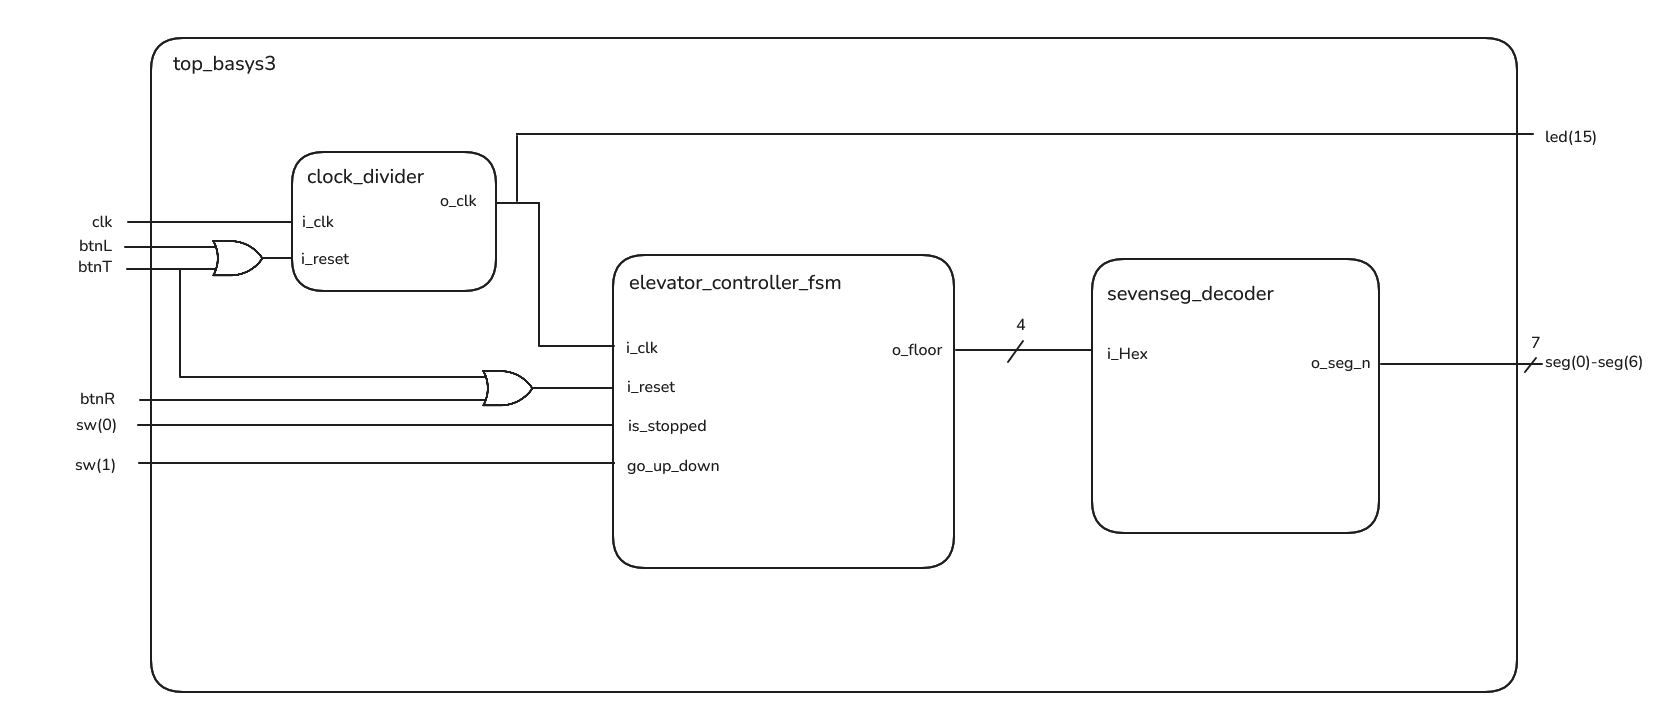 top_basys3
led(15)
clock_divider
o_clk
clk
i_clk
btnL
btnT
i_reset
elevator_controller_fsm
sevenseg_decoder
4
7
i_clk
o_floor
i_Hex
o_seg_n
seg(0)-seg(6)
i_reset
btnR
sw(0)
is_stopped
sw(1)
go_up_down